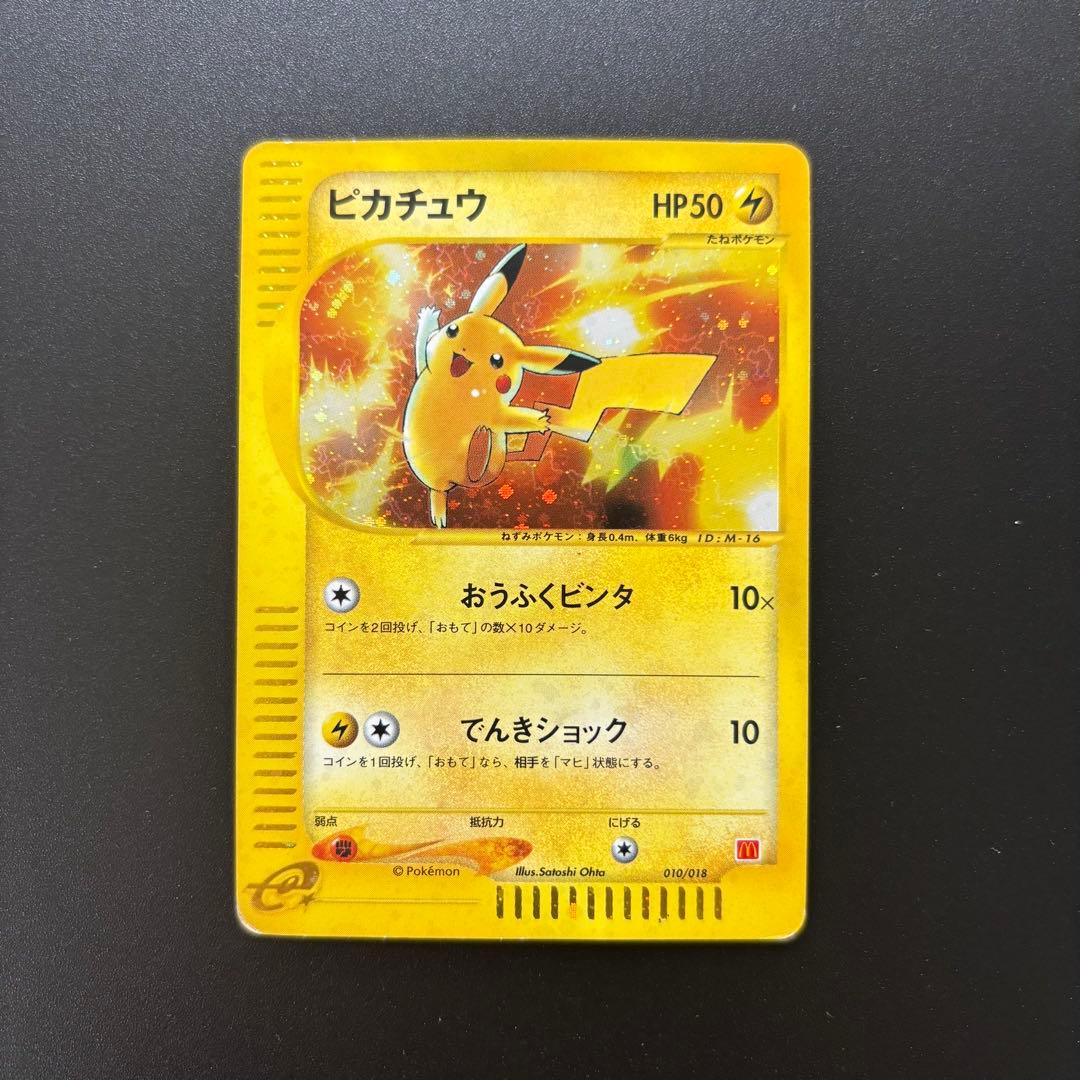 ピカチュウ HP50
たねポケモン
ねずみポケモン：身長0.4m、体重6kg ID:M-16
おうふくビンタ 10×
コインを2回投げ、「おもて」の数×10ダメージ。
でんきショック 10
コインを1回投げ、「おもて」なら、相手を「マヒ」状態にする。
弱点 抵抗力 にげる
© Pokémon Illus.Satoshi Ohta 010/018